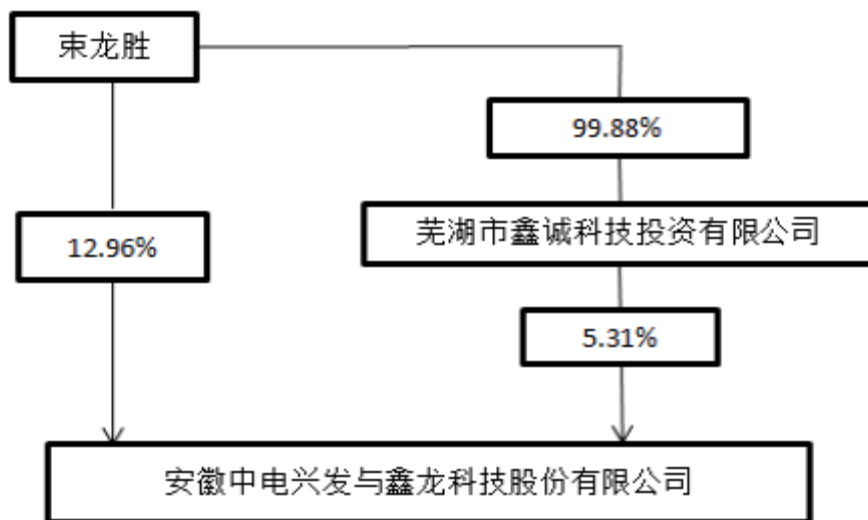 束龙胜
99.88%
12.96%
芜湖市鑫诚科技投资有限公司
5.31%
安徽中电兴发与鑫龙科技股份有限公司